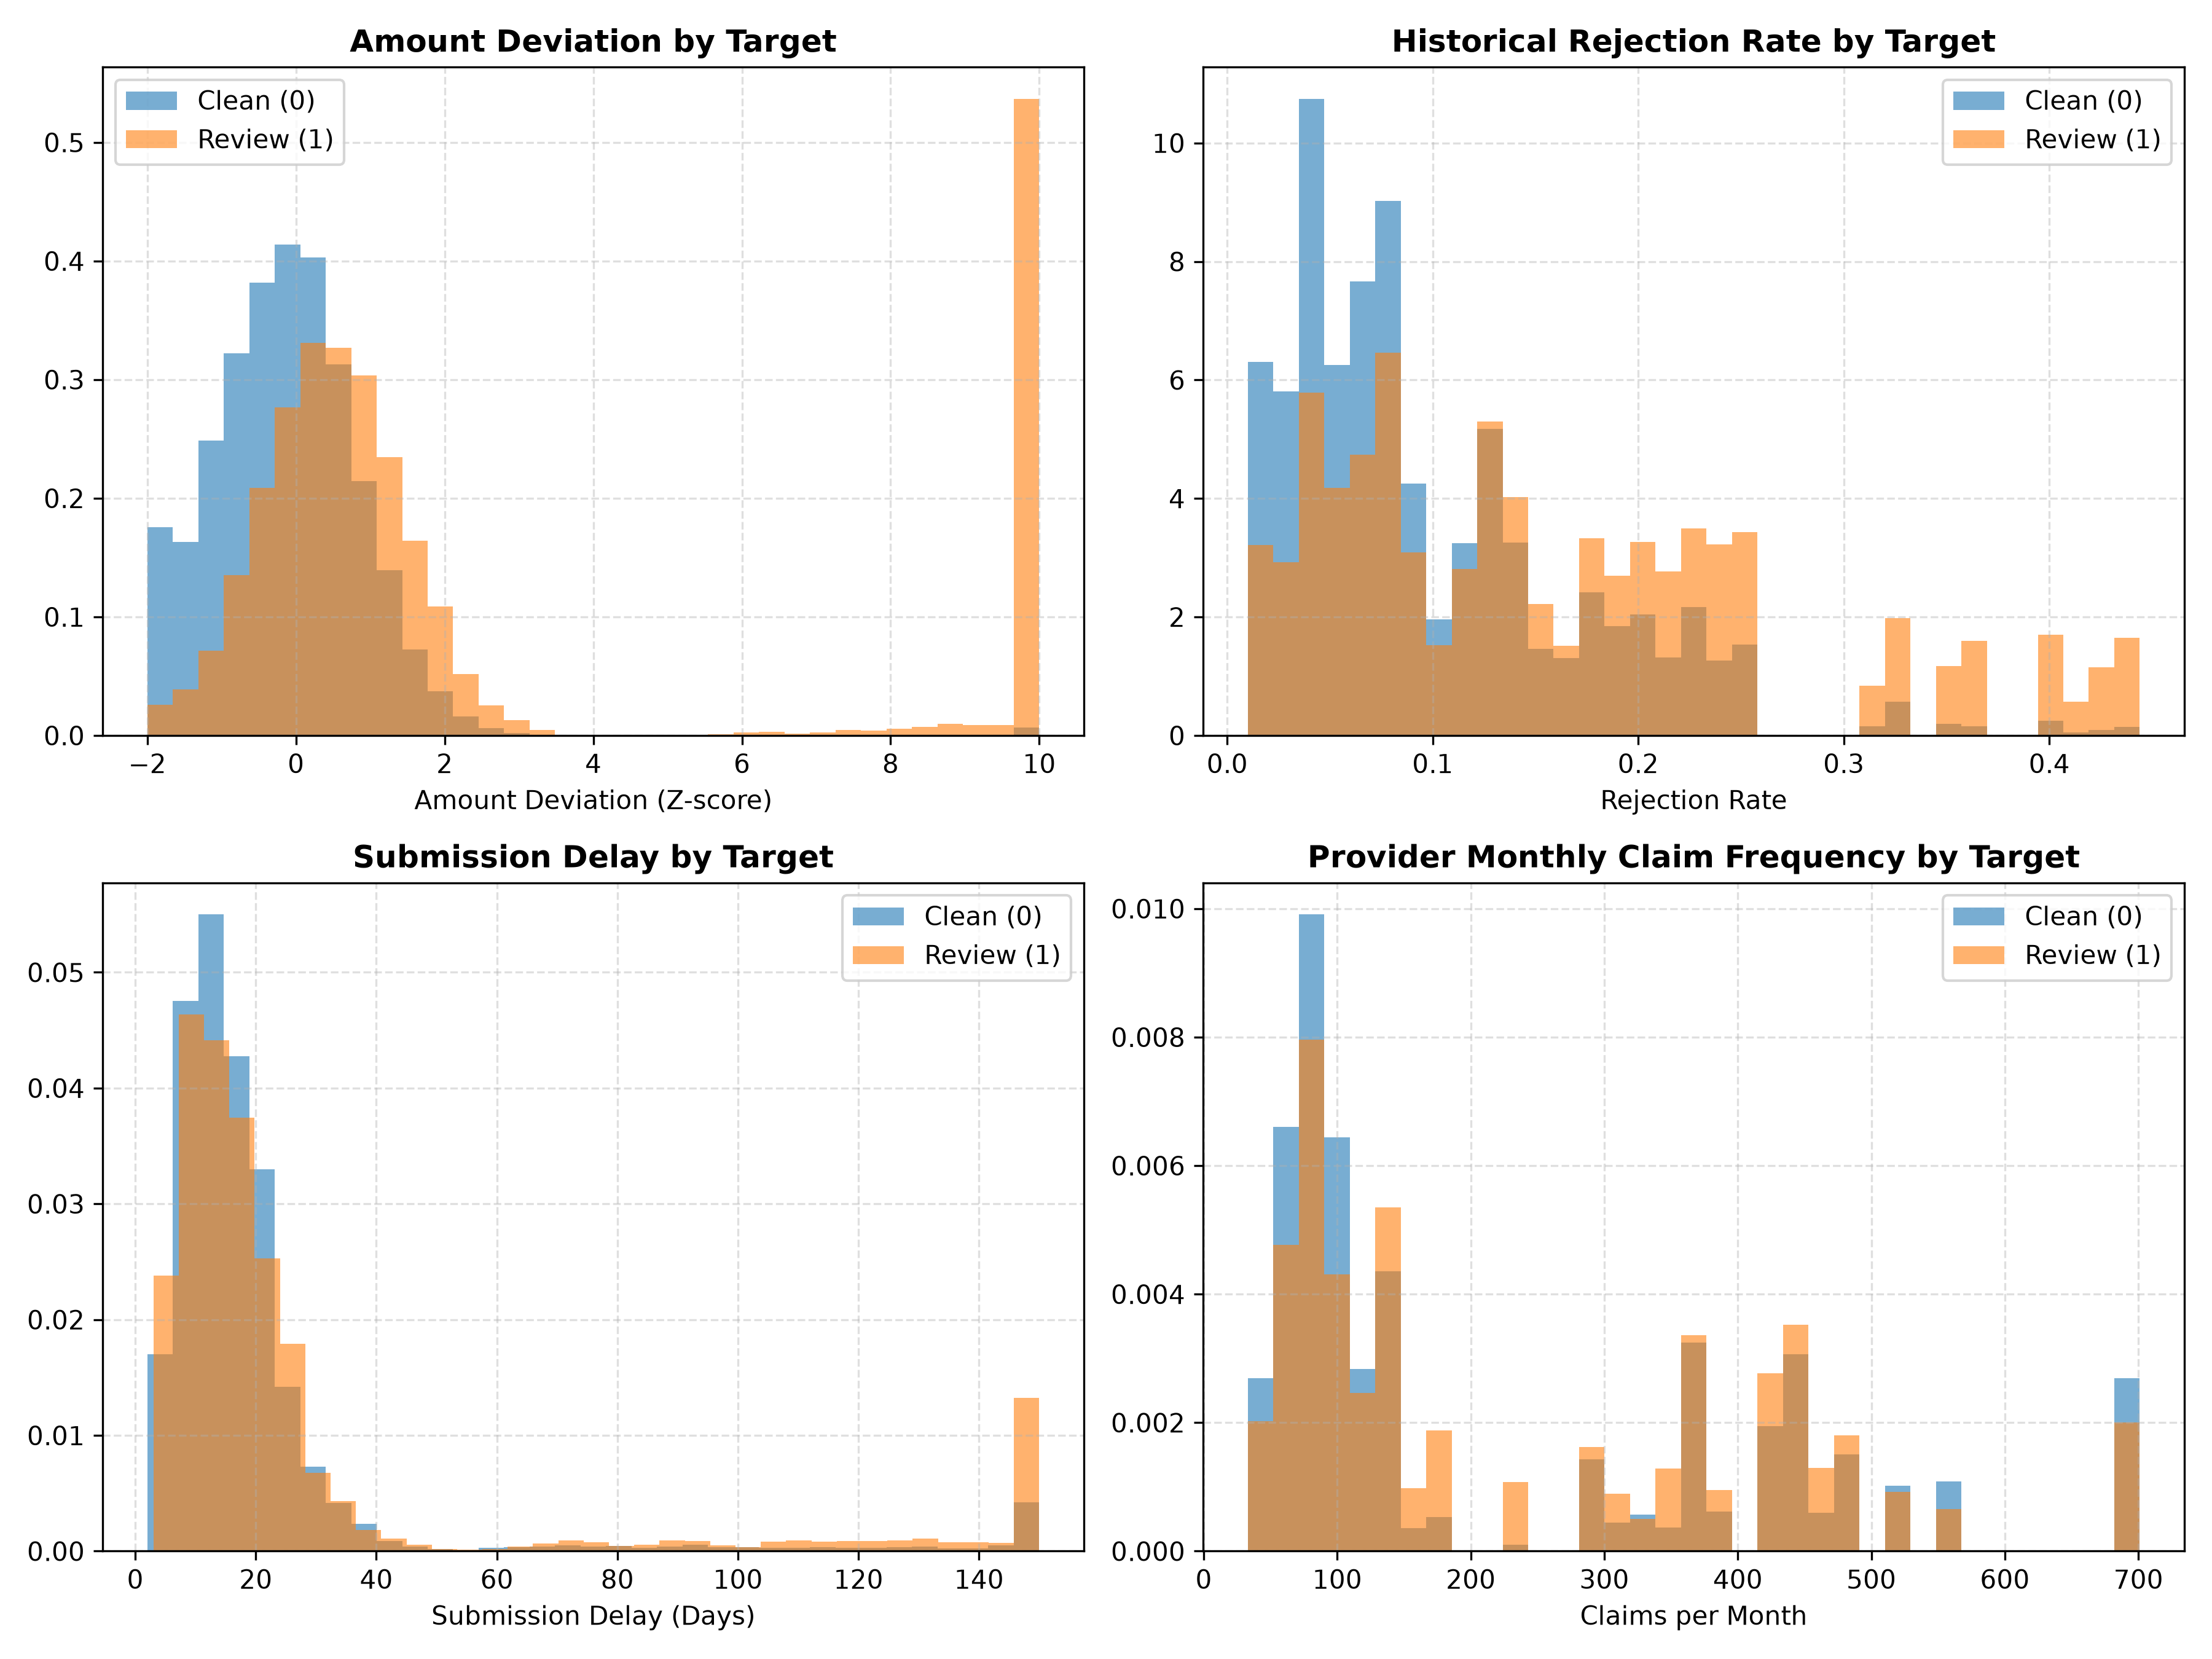 Amount Deviation by Target
Clean (0)
Review (1)
0.5
0.4
0.3
0.2
0.1
0.0
−2 0 2 4 6 8 10
Amount Deviation (Z-score)
Historical Rejection Rate by Target
Clean (0)
Review (1)
10
8
6
4
2
0
0.0 0.1 0.2 0.3 0.4
Rejection Rate
Submission Delay by Target
Clean (0)
Review (1)
0.05
0.04
0.03
0.02
0.01
0.00
0 20 40 60 80 100 120 140
Submission Delay (Days)
Provider Monthly Claim Frequency by Target
Clean (0)
Review (1)
0.010
0.008
0.006
0.004
0.002
0.000
0 100 200 300 400 500 600 700
Claims per Month